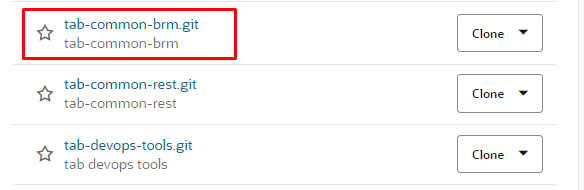 tab-common-brm.git
tab-common-brm
Clone
tab-common-rest.git
tab-common-rest
Clone
tab-devops-tools.git
tab devops tools
Clone